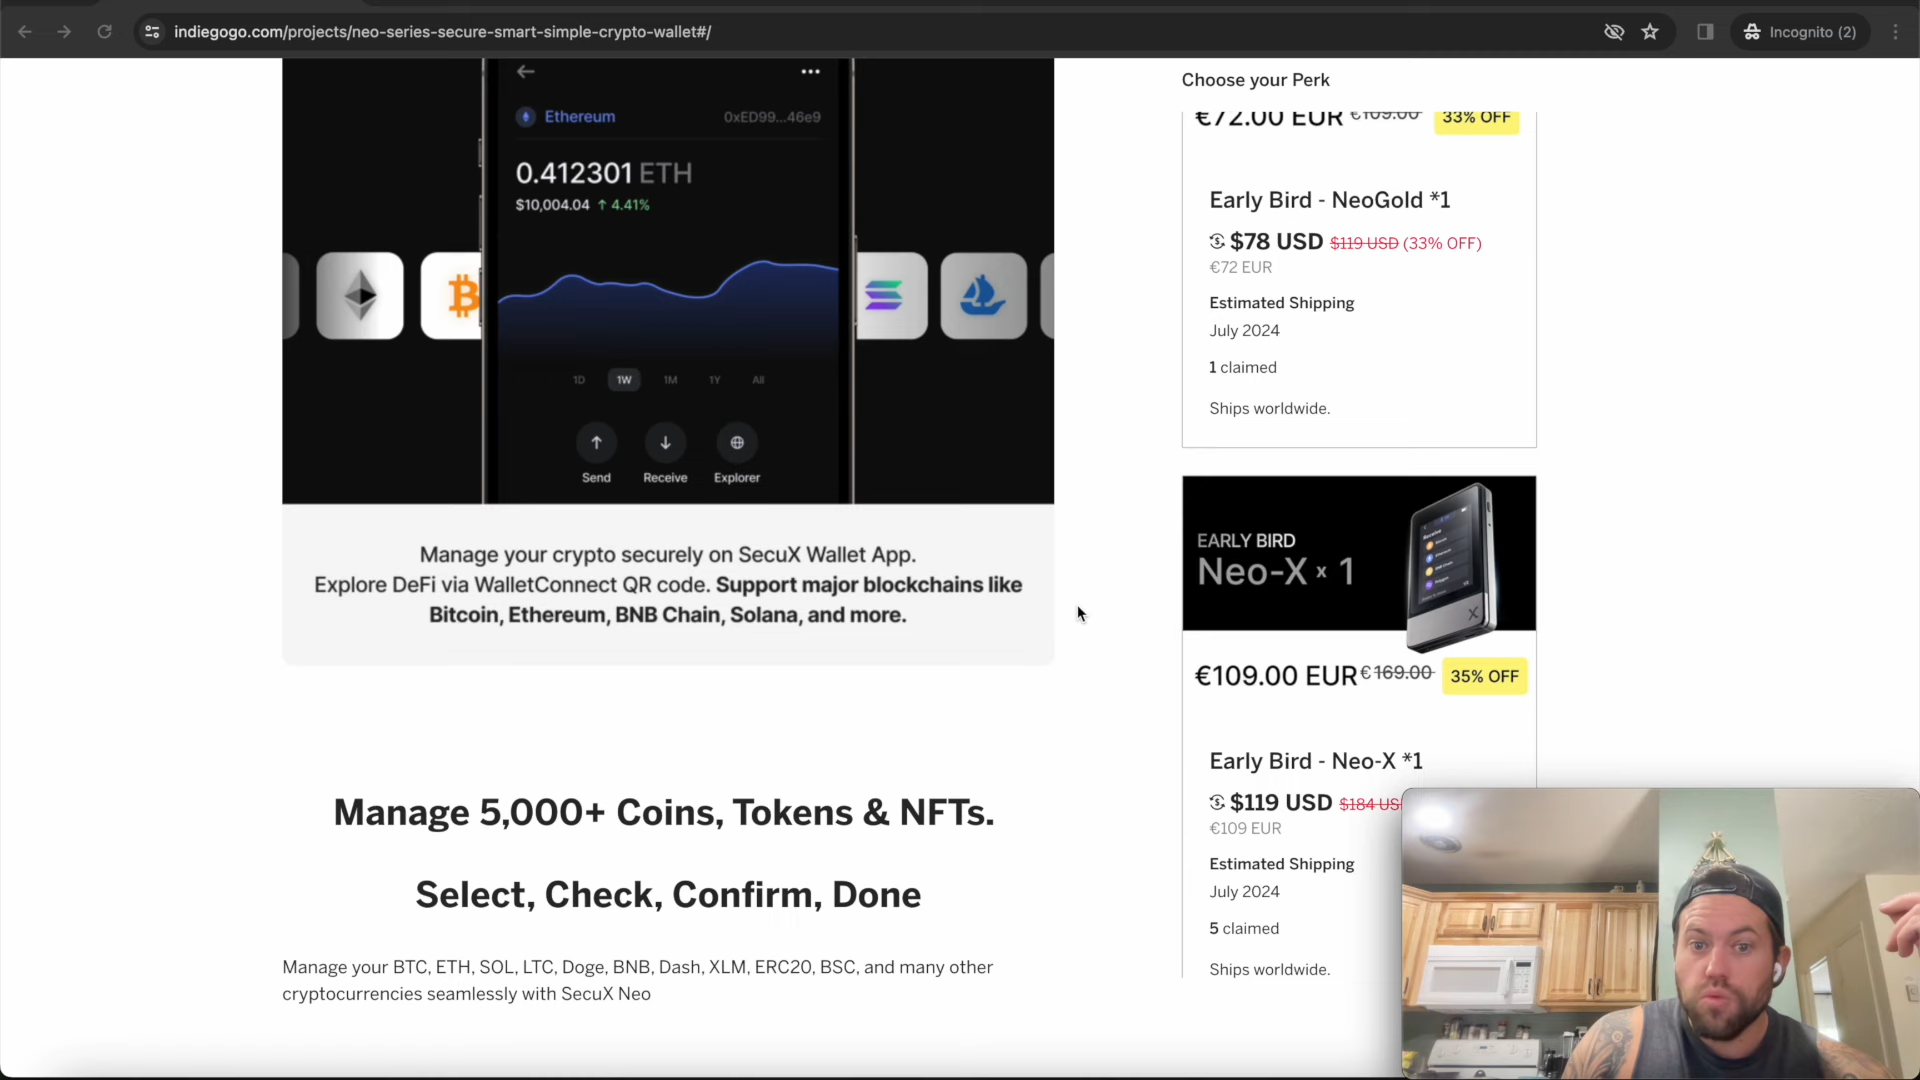 indiegogo.com/projects/neo-series-secure-smart-simple-crypto-wallet#/
Incognito (2)
Ethereum
0xED99...46e9
0.412301 ETH
$10,004.04 ↑ 4.41%
1D 1W 1M 1Y All
Send Receive Explorer
Manage your crypto securely on SecuX Wallet App.
Explore DeFi via WalletConnect QR code. Support major blockchains like
Bitcoin, Ethereum, BNB Chain, Solana, and more.
Manage 5,000+ Coins, Tokens & NFTs.
Select, Check, Confirm, Done
Manage your BTC, ETH, SOL, LTC, Doge, BNB, Dash, XLM, ERC20, BSC, and many other
cryptocurrencies seamlessly with SecuX Neo
Choose your Perk
€72.00 EUR €109.00 33% OFF
Early Bird - NeoGold *1
$78 USD $119 USD (33% OFF)
€72 EUR
Estimated Shipping
July 2024
1 claimed
Ships worldwide.
EARLY BIRD
Neo-X x 1
€109.00 EUR €169.00 35% OFF
Early Bird - Neo-X *1
$119 USD $184 US
€109 EUR
Estimated Shipping
July 2024
5 claimed
Ships worldwide.